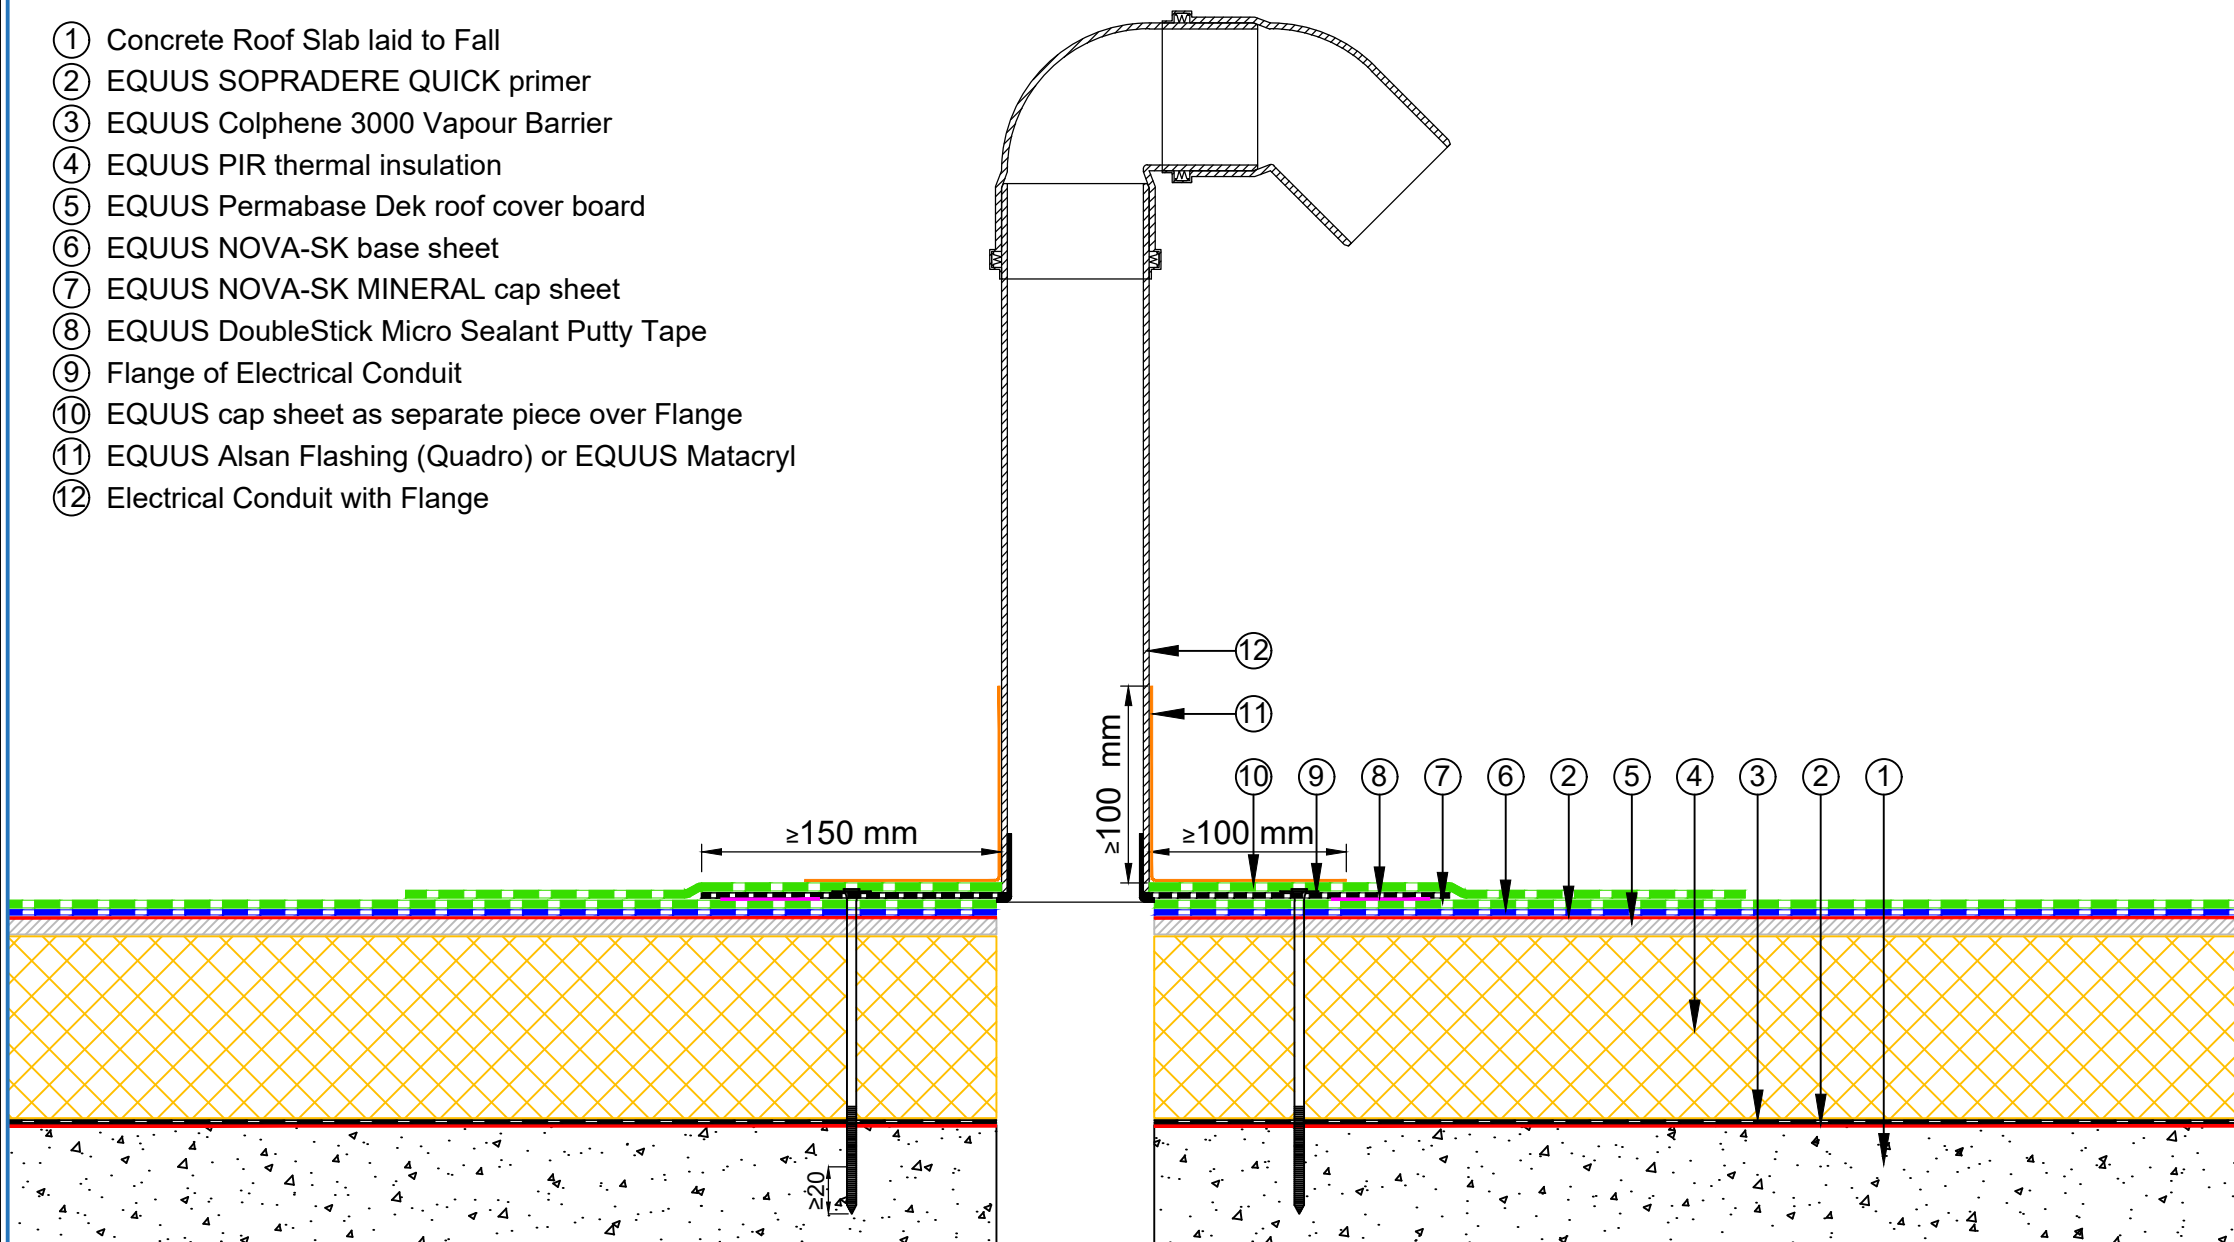 1 Concrete Roof Slab laid to Fall
2 EQUUS SOPRADERE QUICK primer
3 EQUUS Colphene 3000 Vapour Barrier
4 EQUUS PIR thermal insulation
5 EQUUS Permabase Dek roof cover board
6 EQUUS NOVA-SK base sheet
7 EQUUS NOVA-SK MINERAL cap sheet
8 EQUUS DoubleStick Micro Sealant Putty Tape
9 Flange of Electrical Conduit
10 EQUUS cap sheet as separate piece over Flange
11 EQUUS Alsan Flashing (Quadro) or EQUUS Matacryl
12 Electrical Conduit with Flange
12
11
10 9 8 7 6 2 5 4 3 2 1
≥150 mm
≥100 mm
≥100 mm
≥20